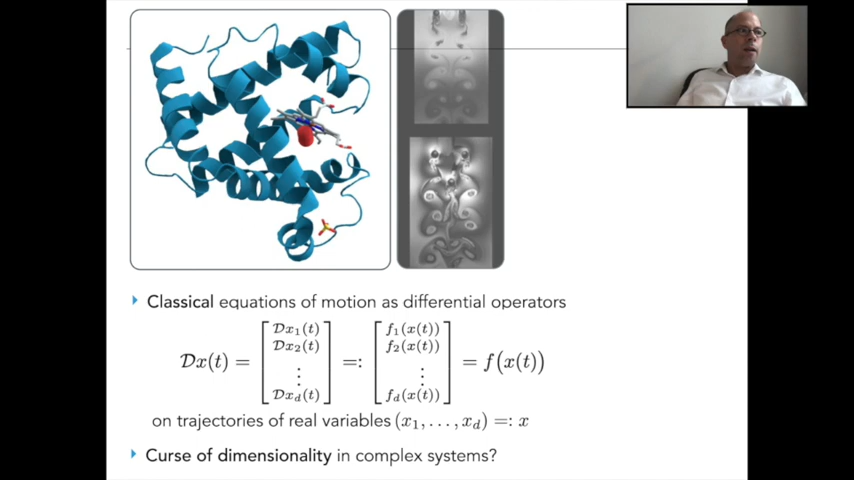 Classical equations of motion as differential operators
𝒟x(t) = [𝒟x₁(t) 𝒟x₂(t) ⋮ 𝒟x_d(t)] =: [f₁(x(t)) f₂(x(t)) ⋮ f_d(x(t))] = f(x(t))
on trajectories of real variables (x₁,...,x_d) =: x
Curse of dimensionality in complex systems?